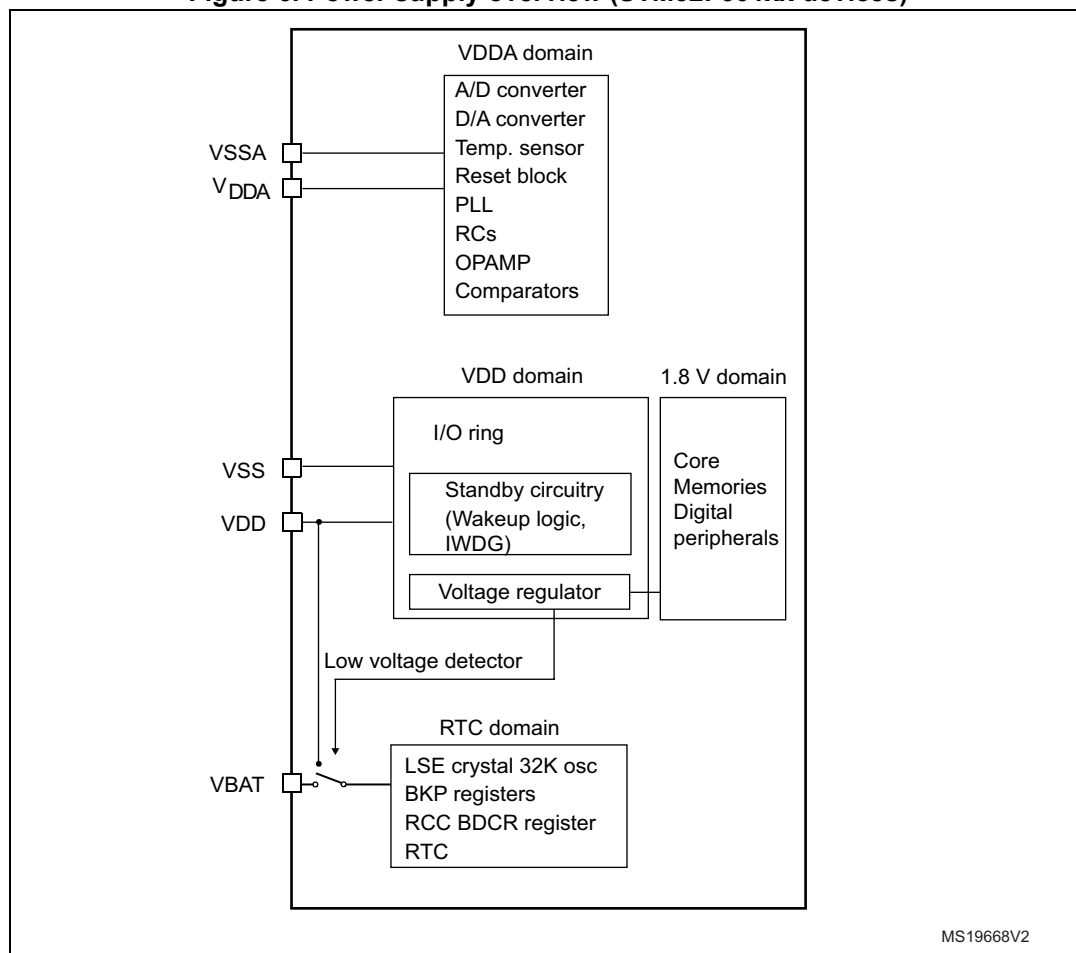 VDDA domain
A/D converter
D/A converter
Temp. sensor
Reset block
PLL
RCs
OPAMP
Comparators
VSSA
VDDA
VDD domain
1.8 V domain
I/O ring
Standby circuitry
(Wakeup logic,
IWDG)
Voltage regulator
Core
Memories
Digital
peripherals
VSS
VDD
Low voltage detector
RTC domain
LSE crystal 32K osc
BKP registers
RCC BDCR register
RTC
VBAT
MS19668V2